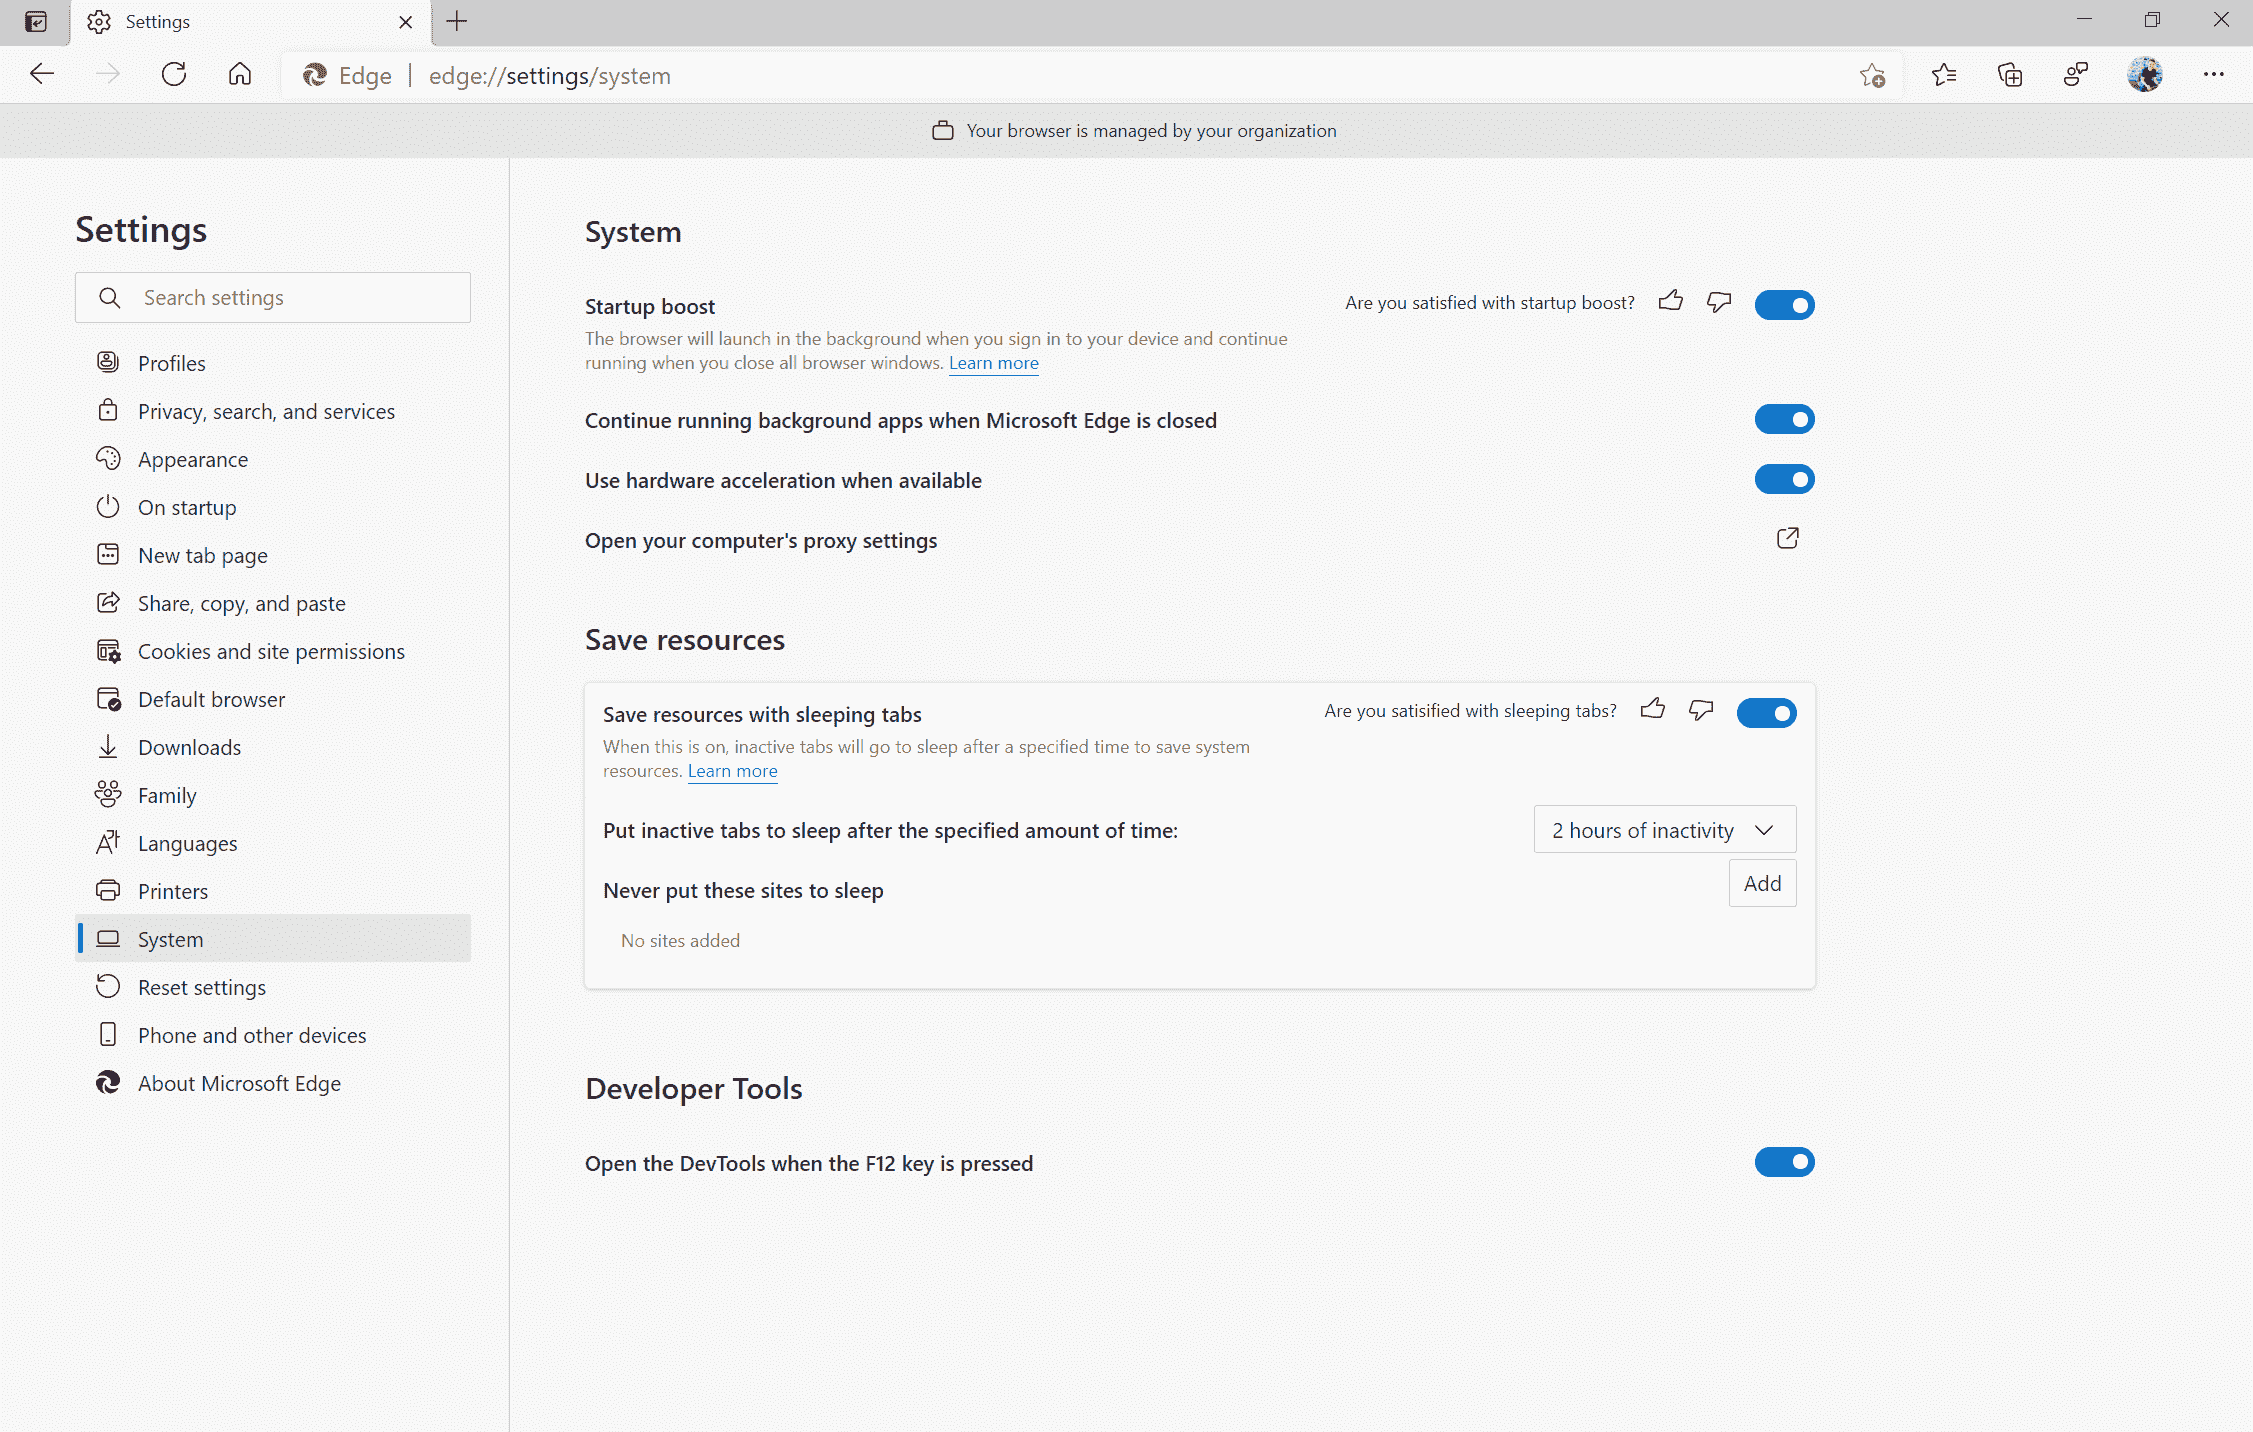 Settings
Edge | edge://settings/system
Your browser is managed by your organization
Settings
Search settings
Profiles
Privacy, search, and services
Appearance
On startup
New tab page
Share, copy, and paste
Cookies and site permissions
Default browser
Downloads
Family
Languages
Printers
System
Reset settings
Phone and other devices
About Microsoft Edge
System
Startup boost
Are you satisfied with startup boost?
The browser will launch in the background when you sign in to your device and continue
running when you close all browser windows. Learn more
Continue running background apps when Microsoft Edge is closed
Use hardware acceleration when available
Open your computer's proxy settings
Save resources
Save resources with sleeping tabs
Are you satisified with sleeping tabs?
When this is on, inactive tabs will go to sleep after a specified time to save system
resources. Learn more
Put inactive tabs to sleep after the specified amount of time:
2 hours of inactivity
Never put these sites to sleep
Add
No sites added
Developer Tools
Open the DevTools when the F12 key is pressed